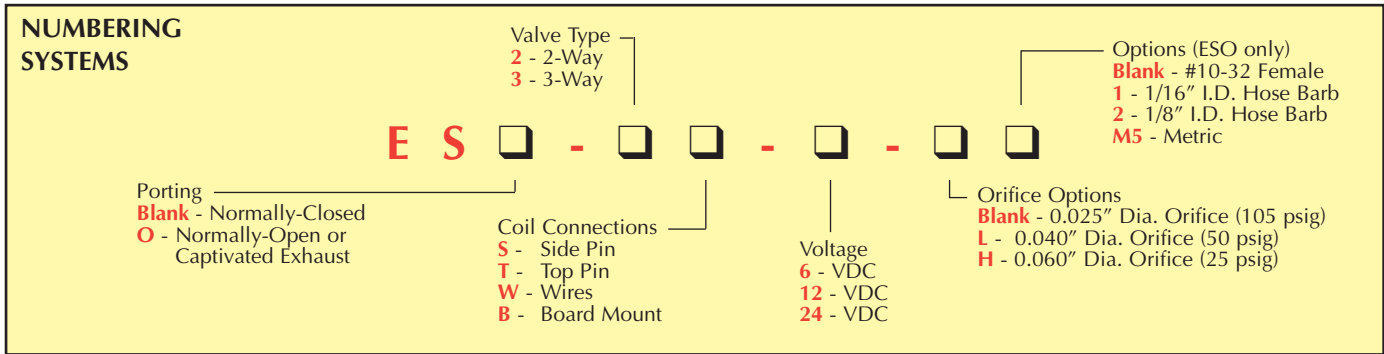 NUMBERING
SYSTEMS
Valve Type
2 - 2-Way
3 - 3-Way
Options (ESO only)
Blank - #10-32 Female
1 - 1/16" I.D. Hose Barb
2 - 1/8" I.D. Hose Barb
M5 - Metric
E S ❑ - ❑ ❑ - ❑ - ❑ ❑
Porting
Blank - Normally-Closed
O - Normally-Open or
Captivated Exhaust
Coil Connections
S - Side Pin
T - Top Pin
W - Wires
B - Board Mount
Voltage
6 - VDC
12 - VDC
24 - VDC
Orifice Options
Blank - 0.025" Dia. Orifice (105 psig)
L - 0.040" Dia. Orifice (50 psig)
H - 0.060" Dia. Orifice (25 psig)